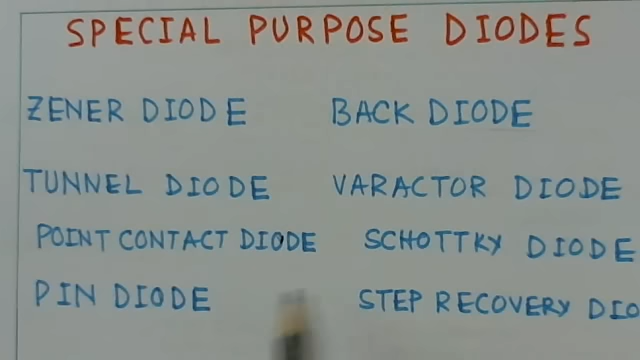 SPECIAL PURPOSE DIODES
ZENER DIODE BACK DIODE
TUNNEL DIODE VARACTOR DIODE
POINT CONTACT DIODE SCHOTTKY DIODE
PIN DIODE STEP RECOVERY DIO